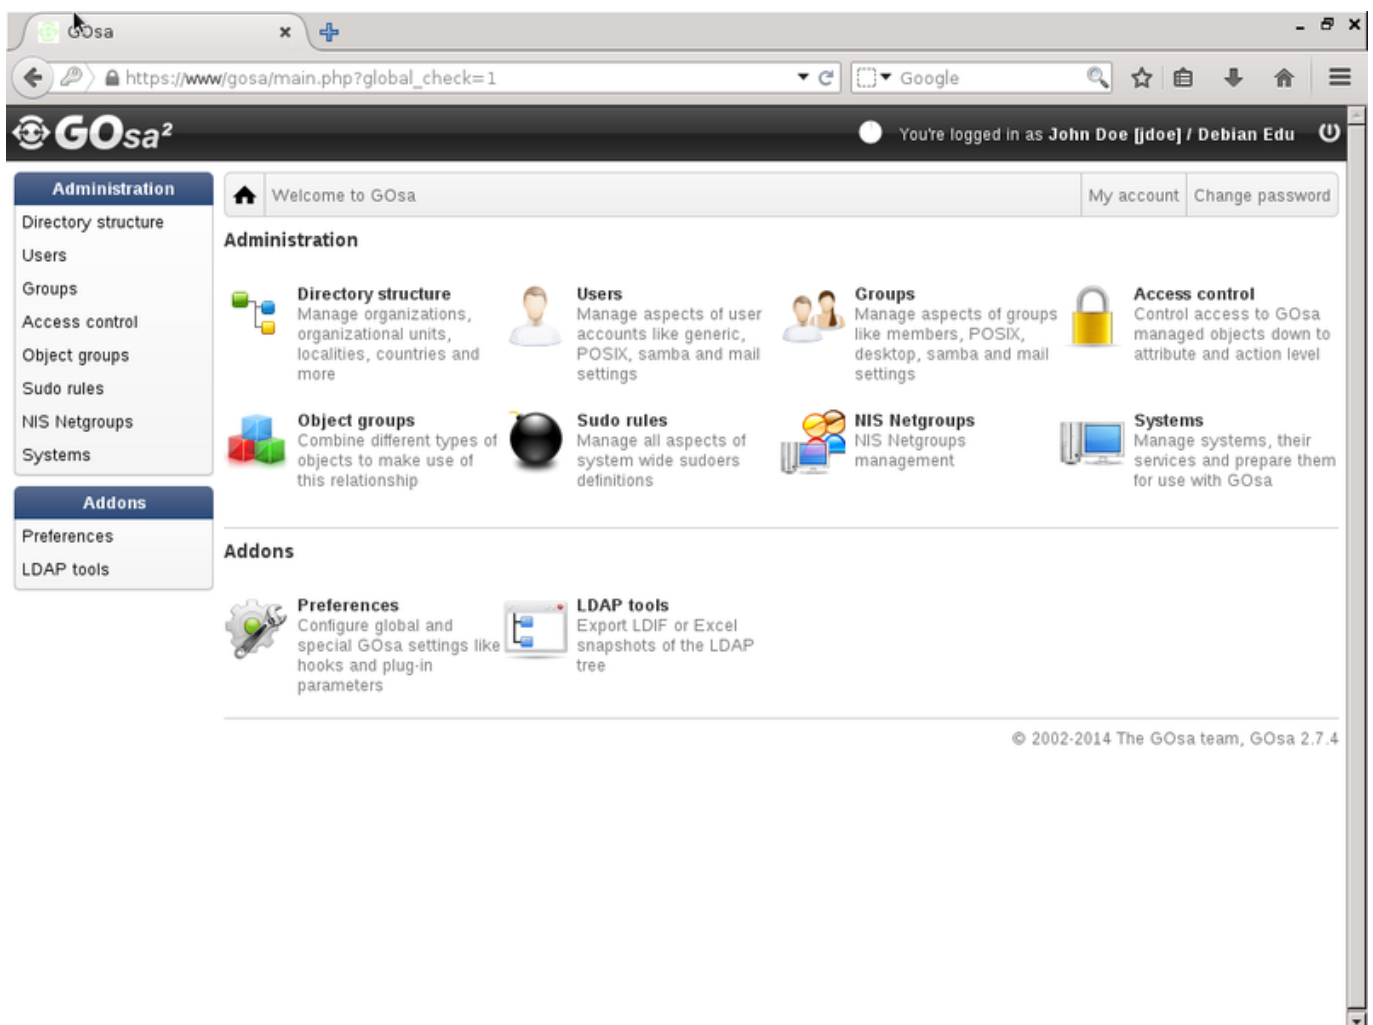 GOsa
https://www/gosa/main.php?global_check=1
Google
GOsa²
You're logged in as John Doe [jdoe] / Debian Edu
Administration
Directory structure
Users
Groups
Access control
Object groups
Sudo rules
NIS Netgroups
Systems
Addons
Preferences
LDAP tools
Welcome to GOsa
My account
Change password
Administration
Directory structure
Manage organizations,
organizational units,
localities, countries and
more
Users
Manage aspects of user
accounts like generic,
POSIX, samba and mail
settings
Groups
Manage aspects of groups
like members, POSIX,
desktop, samba and mail
settings
Access control
Control access to GOsa
managed objects down to
attribute and action level
Object groups
Combine different types of
objects to make use of
this relationship
Sudo rules
Manage all aspects of
system wide sudoers
definitions
NIS Netgroups
NIS Netgroups
management
Systems
Manage systems, their
services and prepare them
for use with GOsa
Addons
Preferences
Configure global and
special GOsa settings like
hooks and plug-in
parameters
LDAP tools
Export LDIF or Excel
snapshots of the LDAP
tree
© 2002-2014 The GOsa team, GOsa 2.7.4